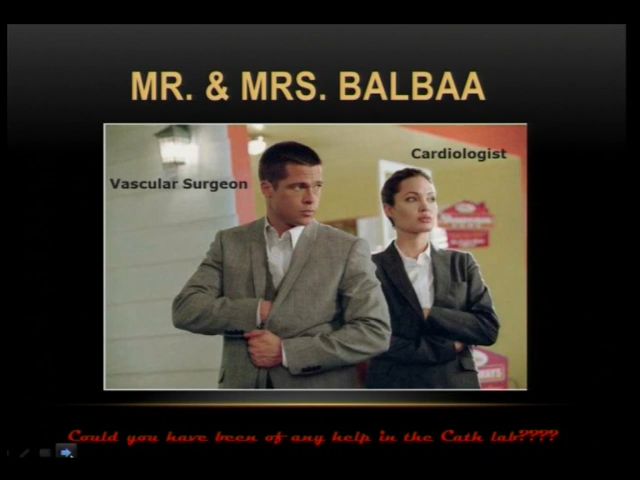 MR. & MRS. BALBAA
Cardiologist
Vascular Surgeon
Could you have been of any help in the Cath lab????